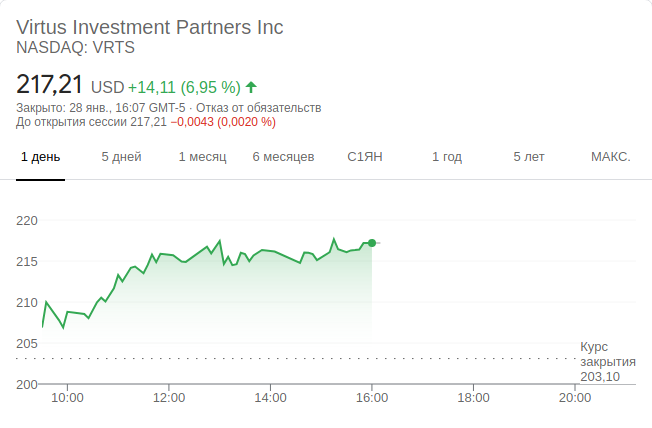 Virtus Investment Partners Inc
NASDAQ: VRTS
217,21 USD +14,11 (6,95 %)
Закрыто: 28 янв., 16:07 GMT-5 · Отказ от обязательств
До открытия сессии 217,21 −0,0043 (0,0020 %)
1 день 5 дней 1 месяц 6 месяцев С1ЯН 1 год 5 лет МАКС.
220
215
210
205
Курс
закрытия
203,10
200
10:00 12:00 14:00 16:00 18:00 20:00